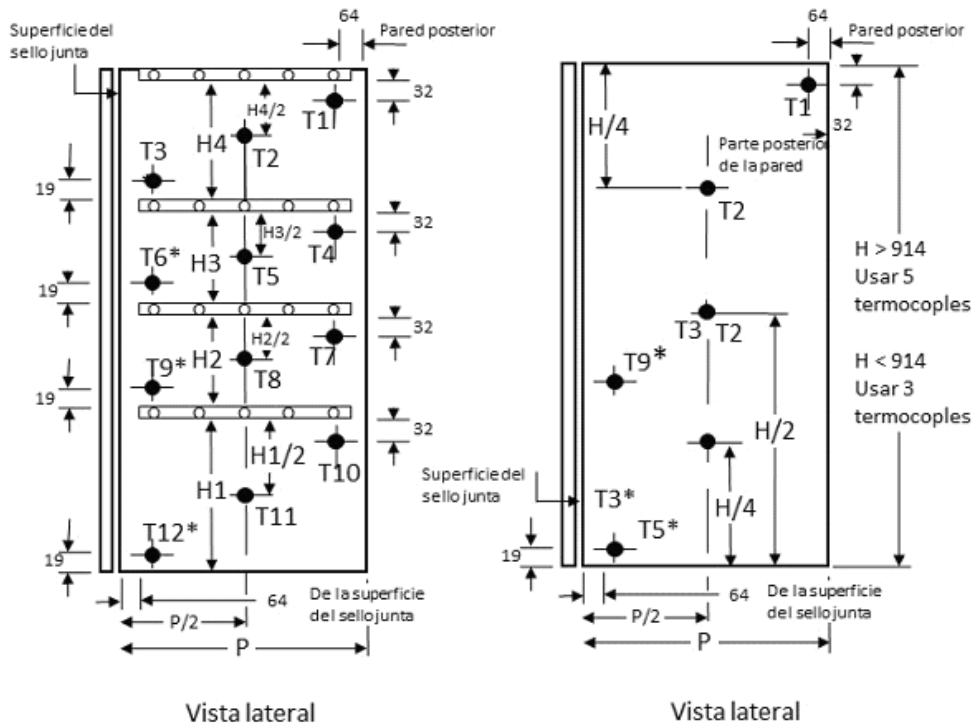 64
Superficie del
sello junta
Pared posterior
32
H4/2
T1
H4
T2
T3
19
H3/2
32
T4
H3
T6*
T5
19
H2/2
32
T7
H2
T9*
T8
19
32
H1/2
T10
H1
T11
T12*
19
64
De la superficie
del sello junta
P/2
P
Vista lateral
64
Pared posterior
T1
32
H/4
Parte posterior
de la pared
T2
H > 914
Usar 5
termocoples
T3
T2
T9*
H < 914
Usar 3
termocoples
H/2
Superficie del
sello junta
H/4
T3*
T5*
19
64
De la superficie
del sello junta
P/2
P
Vista lateral